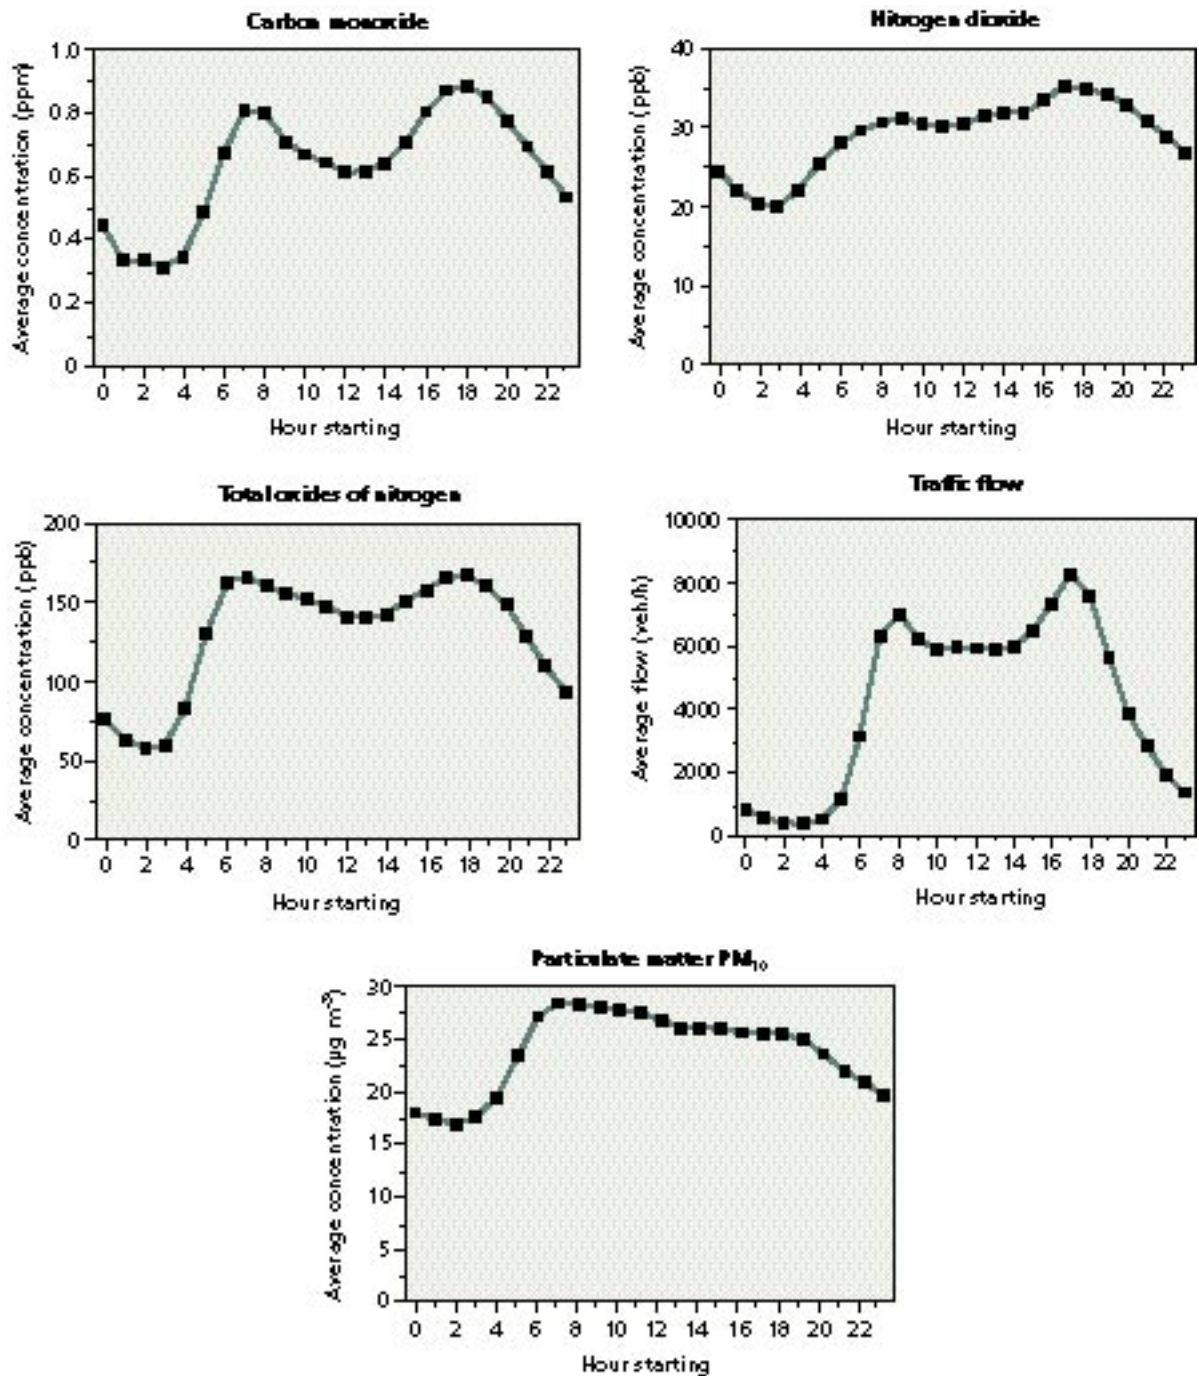 Carbon monoxide
Average concentration (ppm)
1.0
0.8
0.6
0.4
0.2
0
0 2 4 6 8 10 12 14 16 18 20 22
Hour starting
Nitrogen dioxide
Average concentration (ppb)
40
30
20
10
0
0 2 4 6 8 10 12 14 16 18 20 22
Hour starting
Total oxides of nitrogen
Average concentration (ppb)
200
150
100
50
0
0 2 4 6 8 10 12 14 16 18 20 22
Hour starting
Traffic flow
Average flow (veh/h)
10000
8000
6000
4000
2000
0
0 2 4 6 8 10 12 14 16 18 20 22
Hour starting
Particulate matter PM₁₀
Average concentration (µg m⁻³)
30
25
20
15
10
5
0
0 2 4 6 8 10 12 14 16 18 20 22
Hour starting